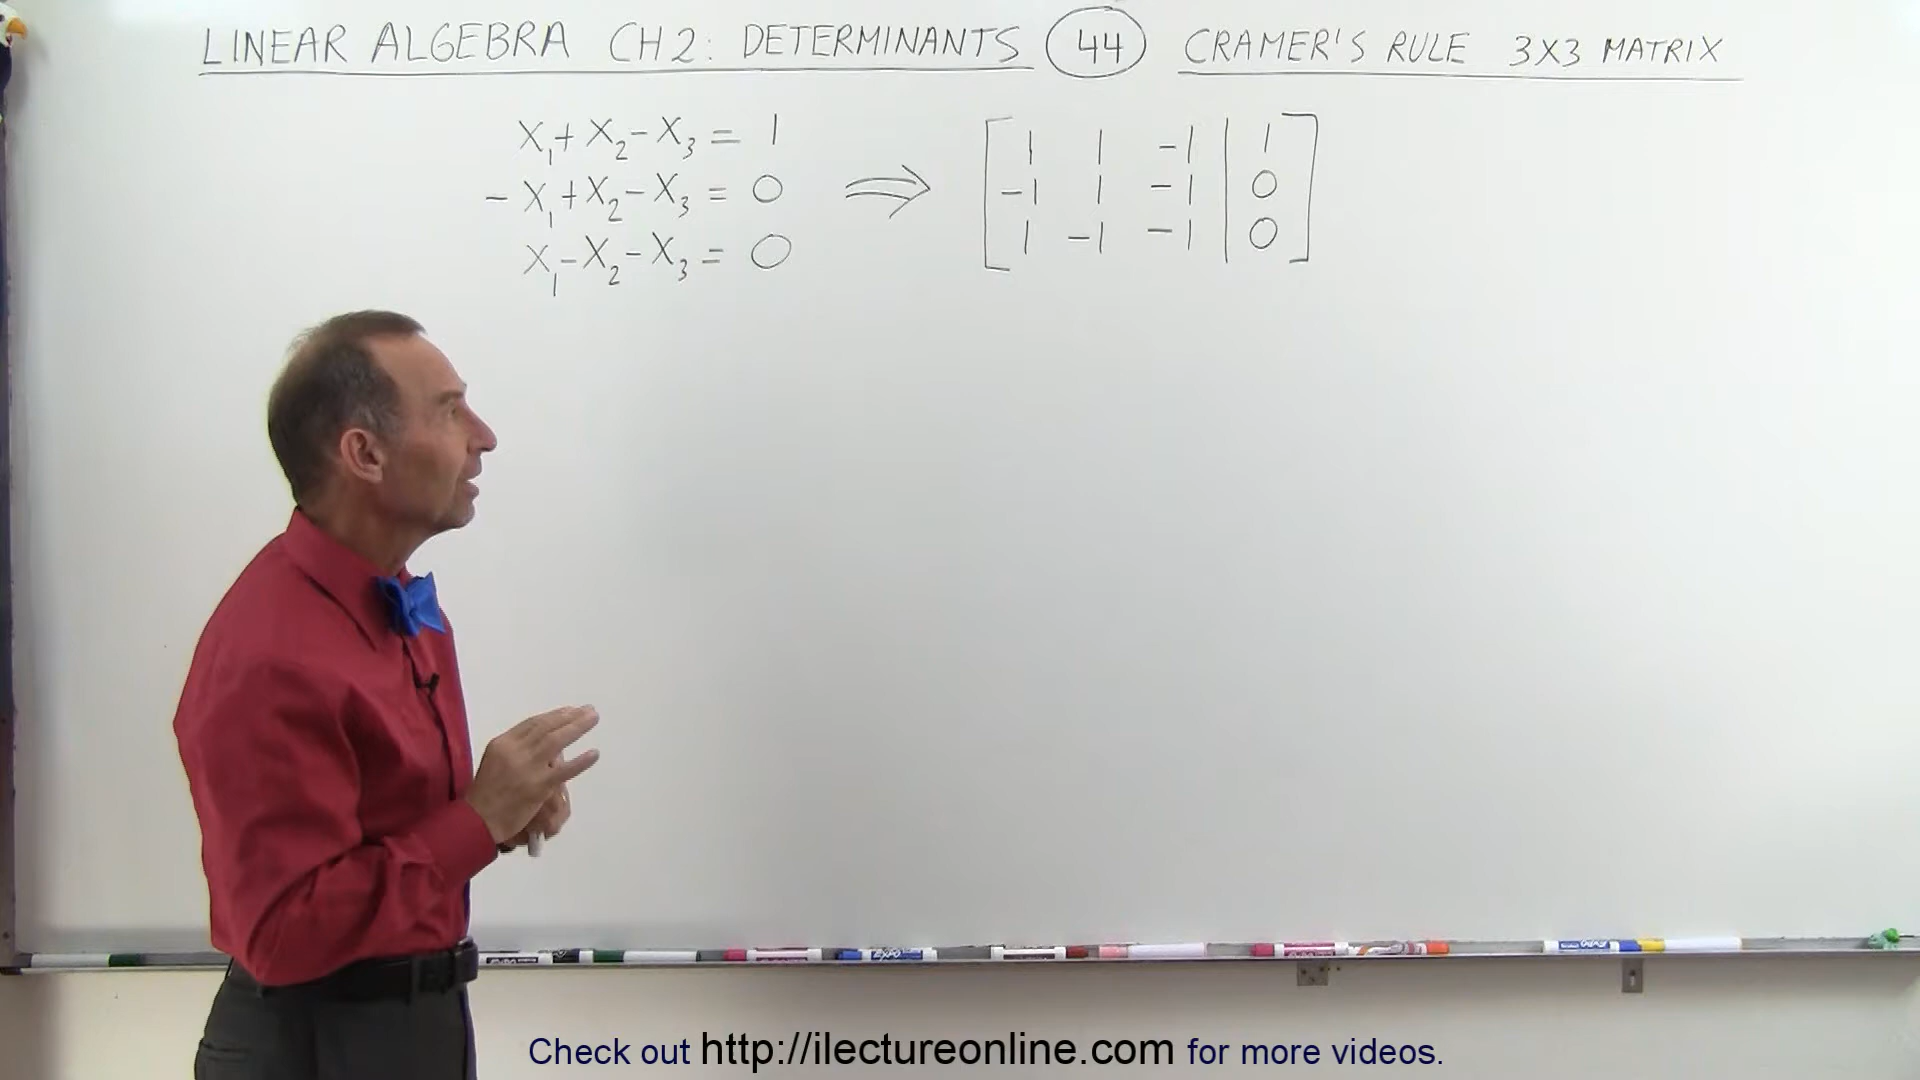 LINEAR ALGEBRA CH2: DETERMINANTS 44 CRAMER'S RULE 3X3 MATRIX
X₁ + X₂ - X₃ = 1
- X₁ + X₂ - X₃ = 0
X₁ - X₂ - X₃ = 0
⇒
1 1 -1 | 1
-1 1 -1 | 0
1 -1 -1 | 0
Check out http://ilectureonline.com for more videos.